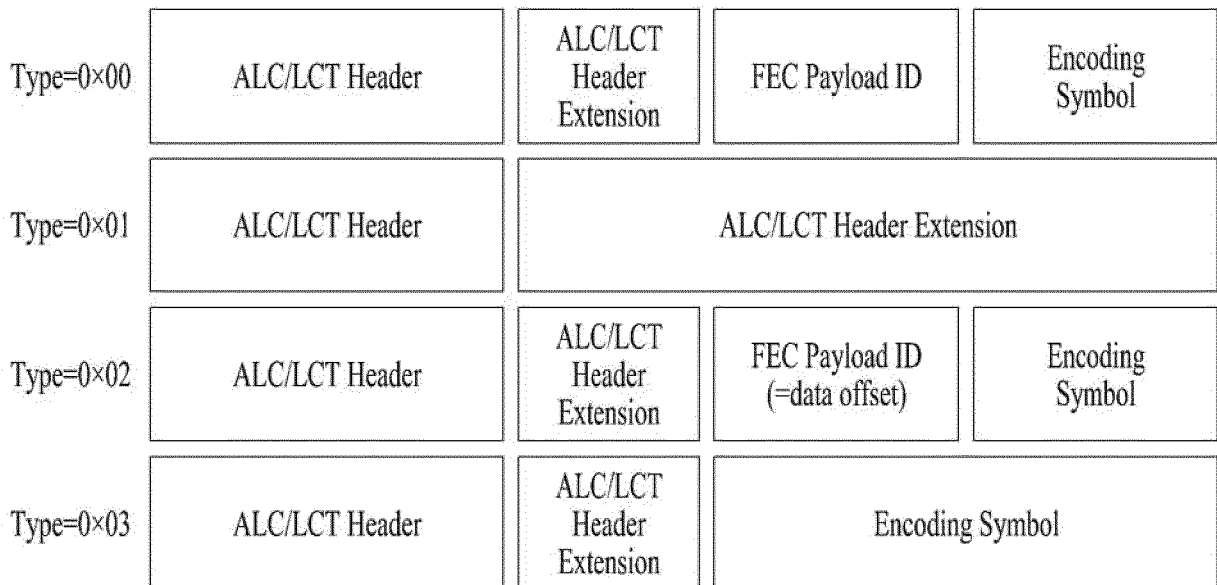 Type=0×00
ALC/LCT Header
ALC/LCT
Header
Extension
FEC Payload ID
Encoding
Symbol
Type=0×01
ALC/LCT Header
ALC/LCT Header Extension
Type=0×02
ALC/LCT Header
ALC/LCT
Header
Extension
FEC Payload ID
(=data offset)
Encoding
Symbol
Type=0×03
ALC/LCT Header
ALC/LCT
Header
Extension
Encoding Symbol